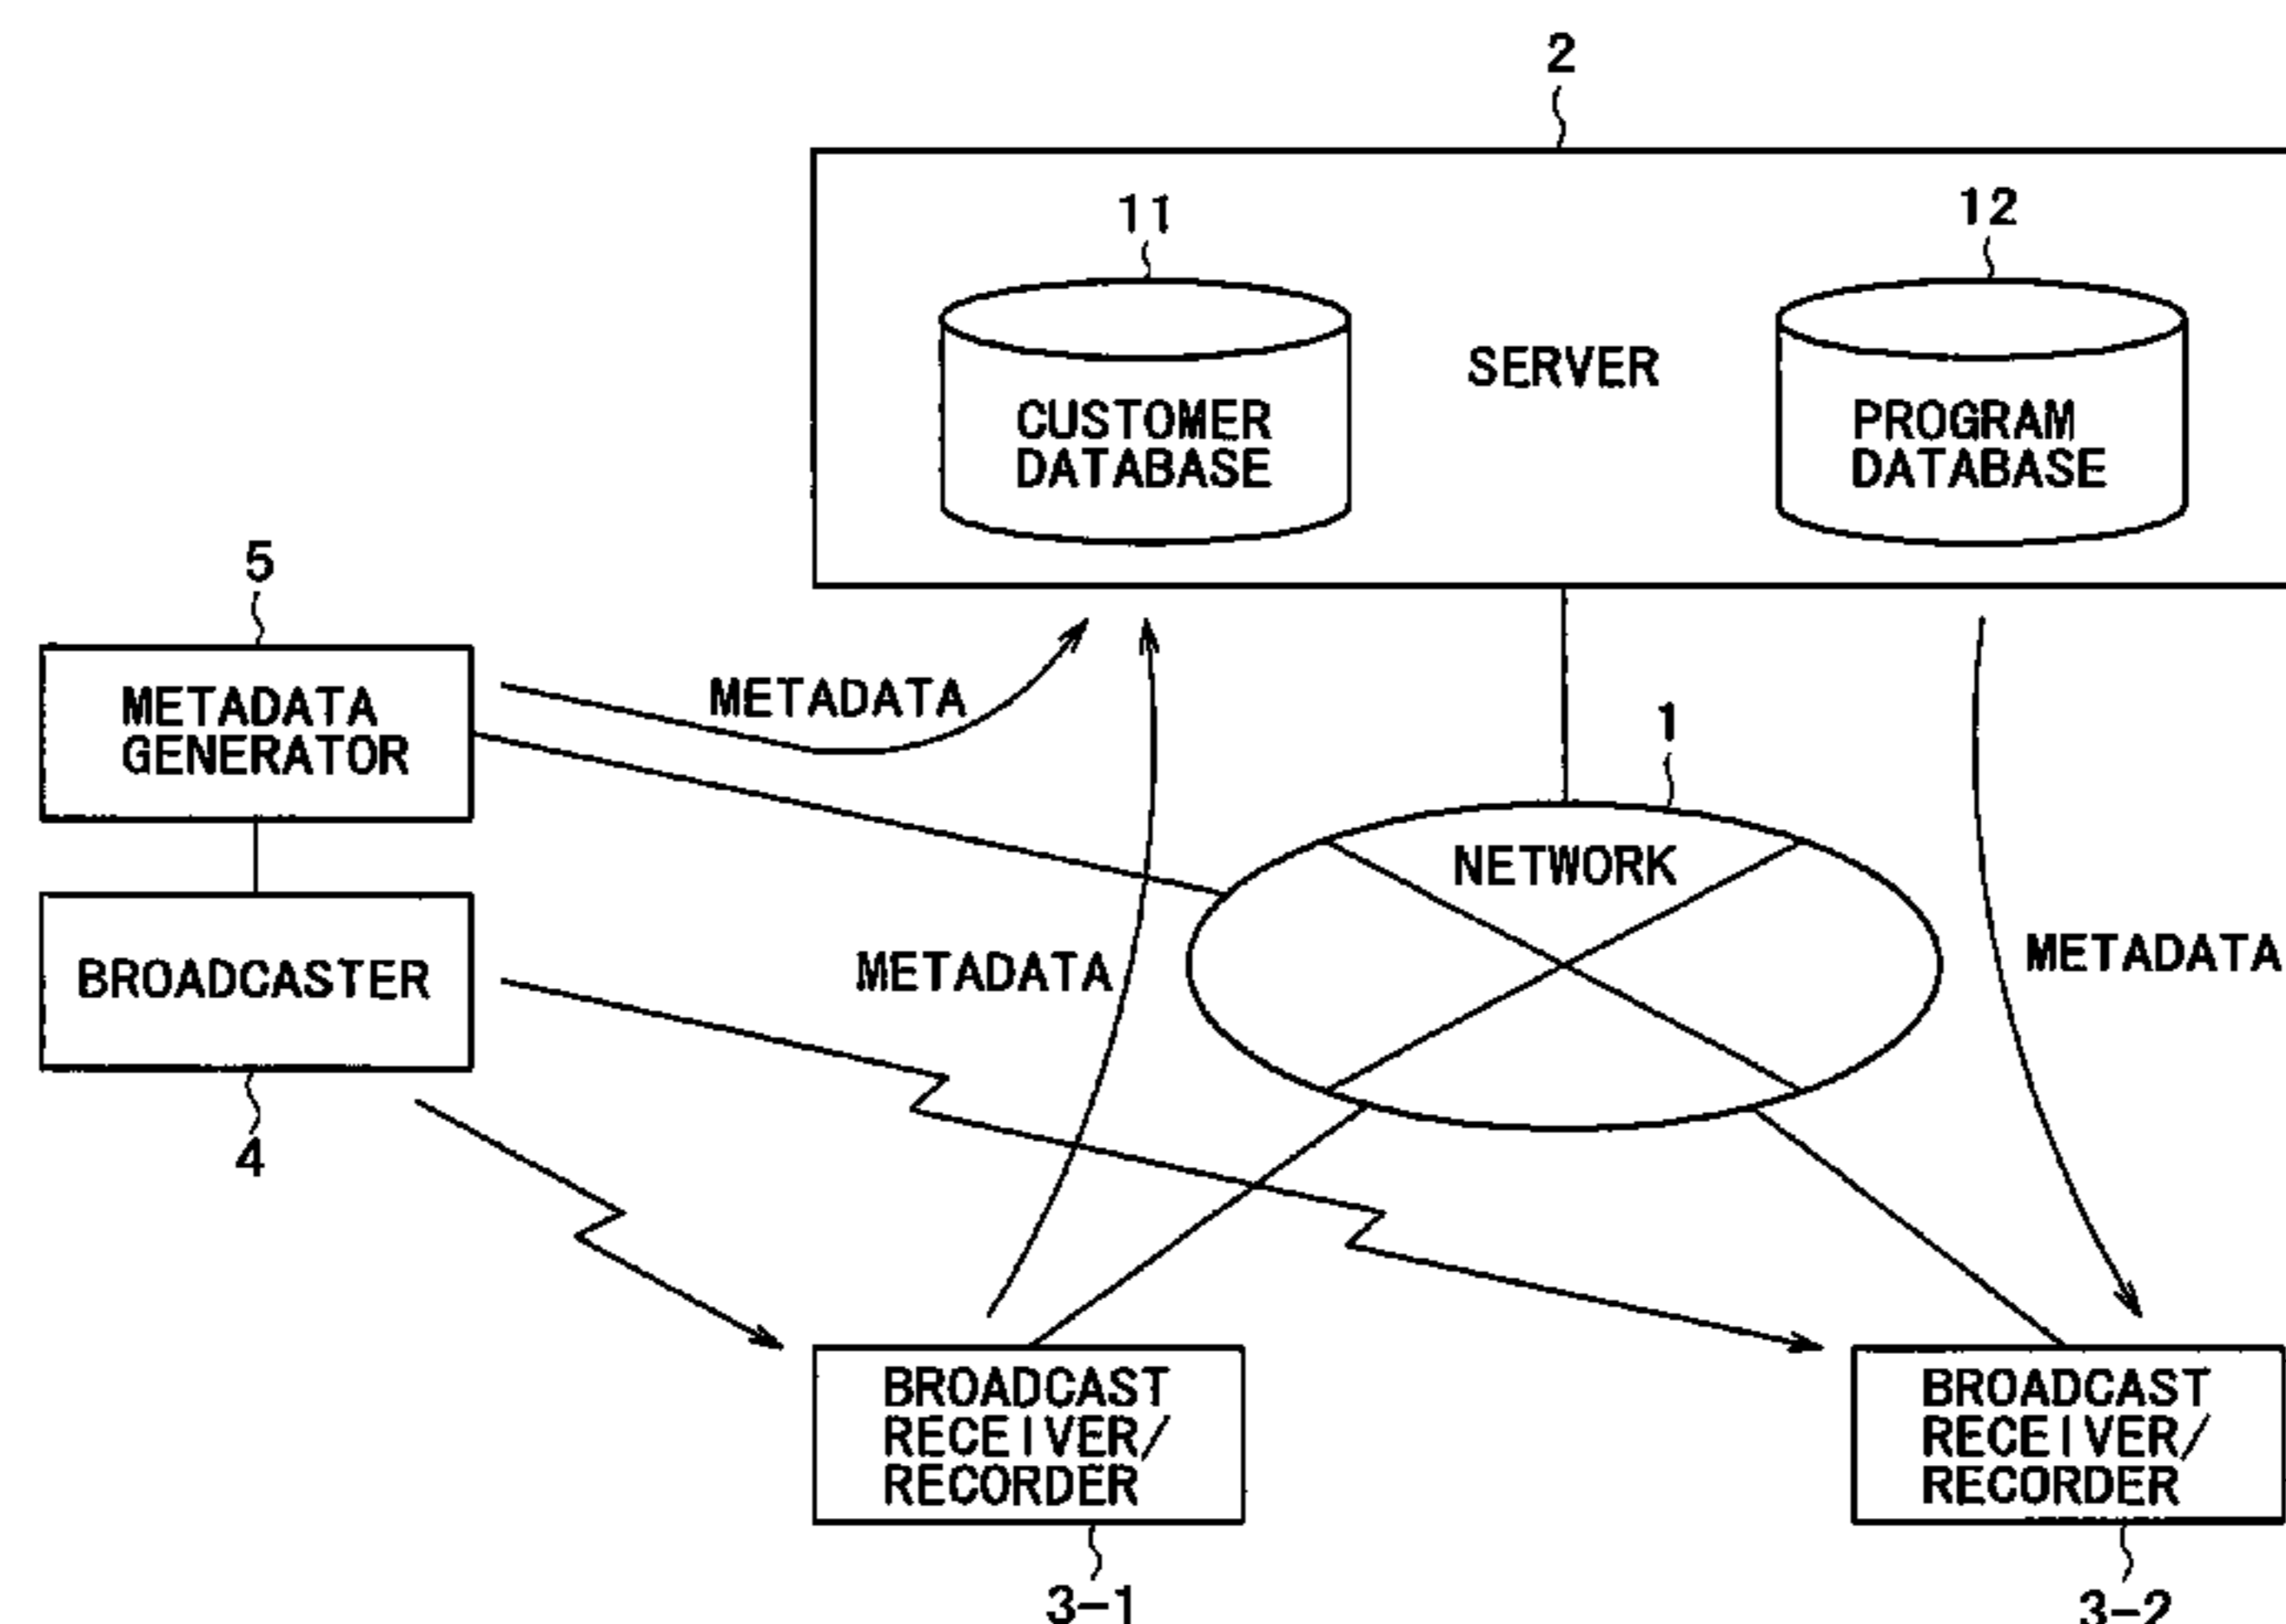 2
11
12
SERVER
CUSTOMER
DATABASE
PROGRAM
DATABASE
5
METADATA
GENERATOR
METADATA
1
NETWORK
BROADCASTER
METADATA
METADATA
4
BROADCAST
RECEIVER/
RECORDER
BROADCAST
RECEIVER/
RECORDER
3-1
3-2